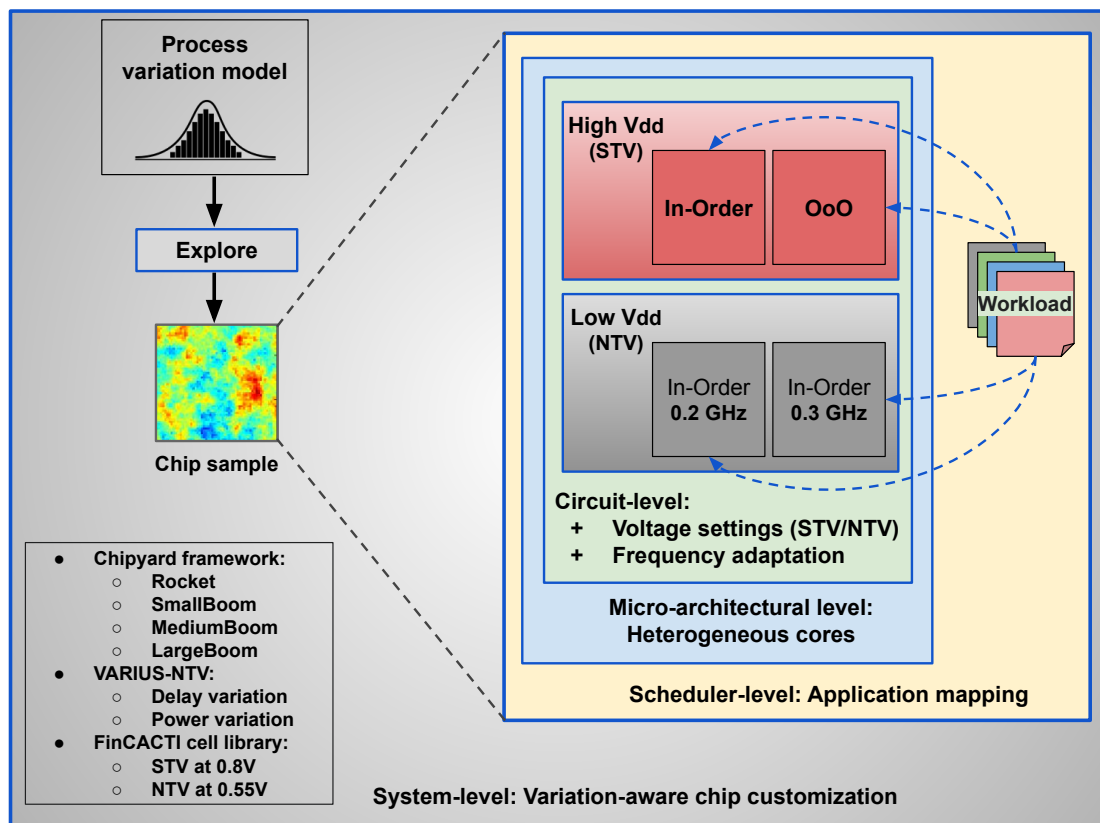 Process
variation model
Explore
Chip sample
High Vdd
(STV)
In-Order
OoO
Low Vdd
(NTV)
In-Order
0.2 GHz
In-Order
0.3 GHz
Workload
Circuit-level:
+ Voltage settings (STV/NTV)
+ Frequency adaptation
Micro-architectural level:
Heterogeneous cores
Scheduler-level: Application mapping
● Chipyard framework:
○ Rocket
○ SmallBoom
○ MediumBoom
○ LargeBoom
● VARIUS-NTV:
○ Delay variation
○ Power variation
● FinCACTI cell library:
○ STV at 0.8V
○ NTV at 0.55V
System-level: Variation-aware chip customization